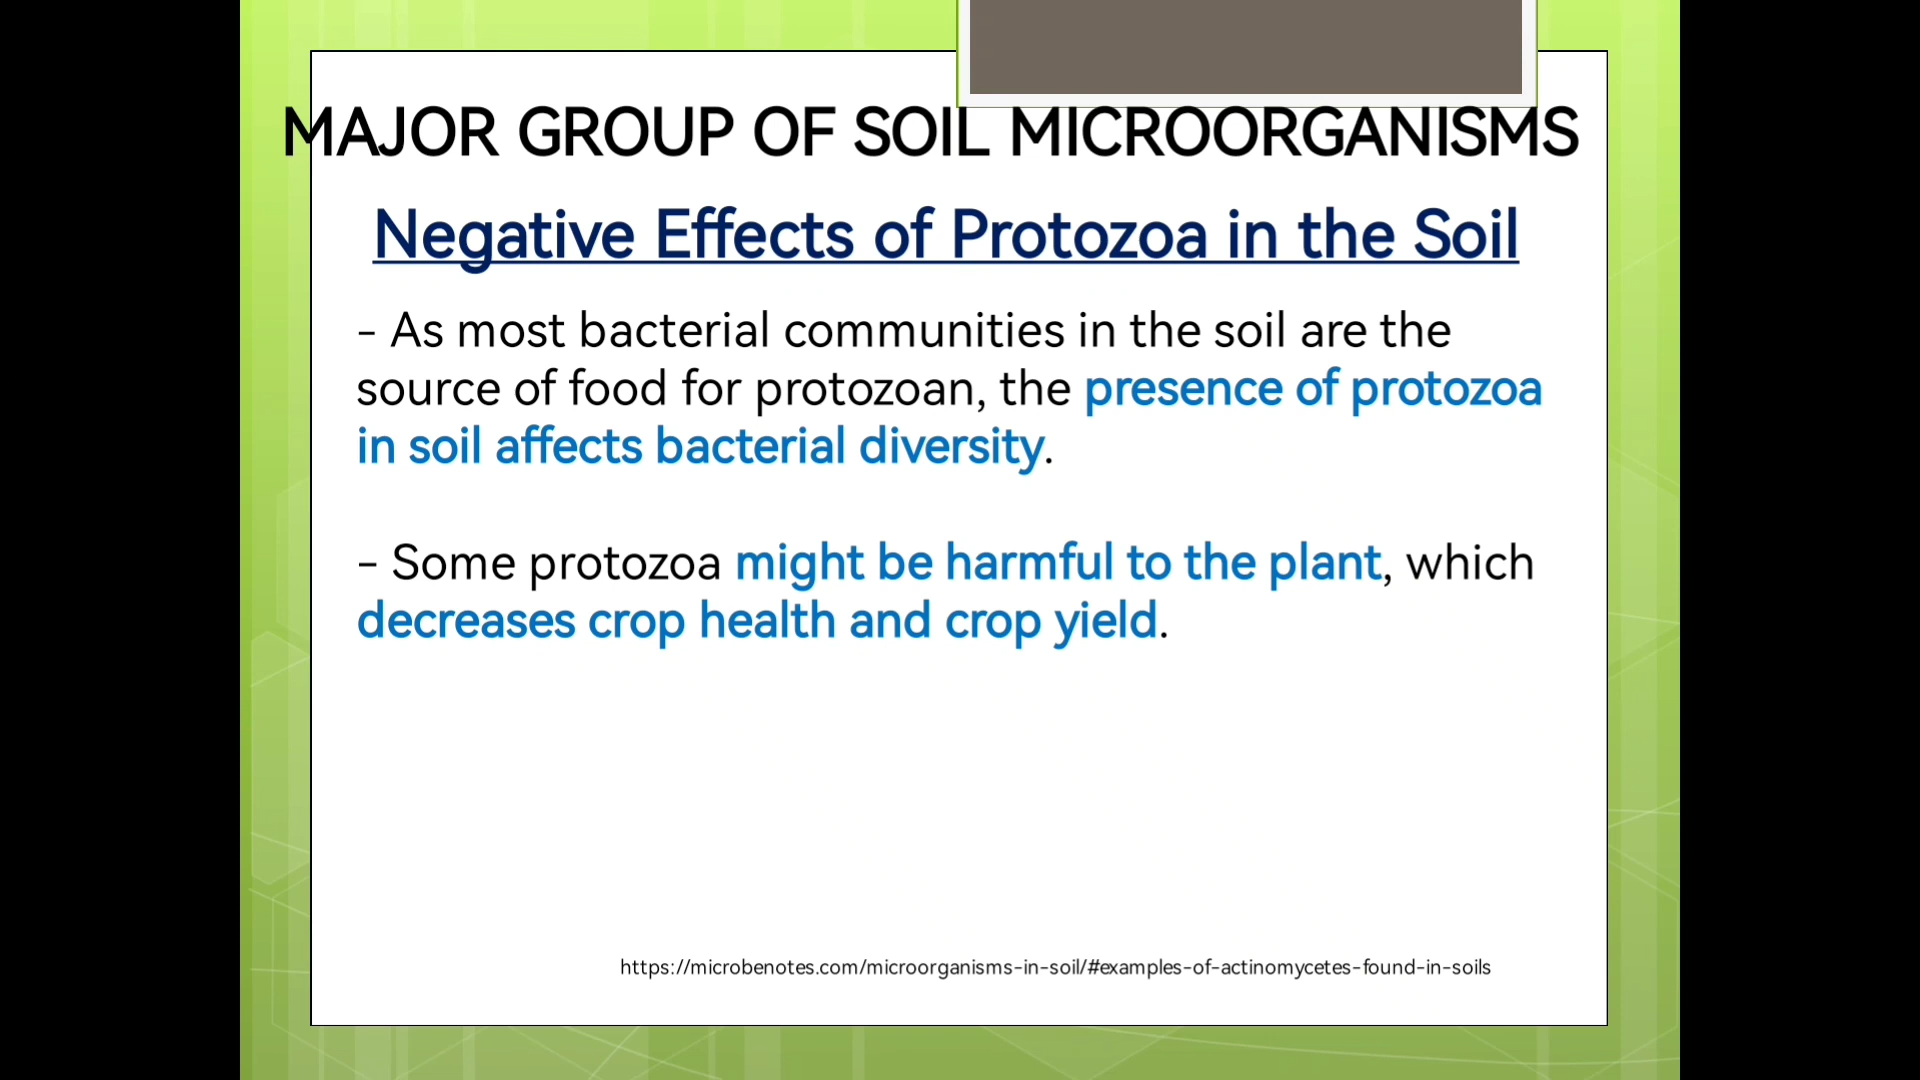 MAJOR GROUP OF SOIL MICROORGANISMS
Negative Effects of Protozoa in the Soil
- As most bacterial communities in the soil are the
source of food for protozoan, the presence of protozoa
in soil affects bacterial diversity.
- Some protozoa might be harmful to the plant, which
decreases crop health and crop yield.
https://microbenotes.com/microorganisms-in-soil/#examples-of-actinomycetes-found-in-soils